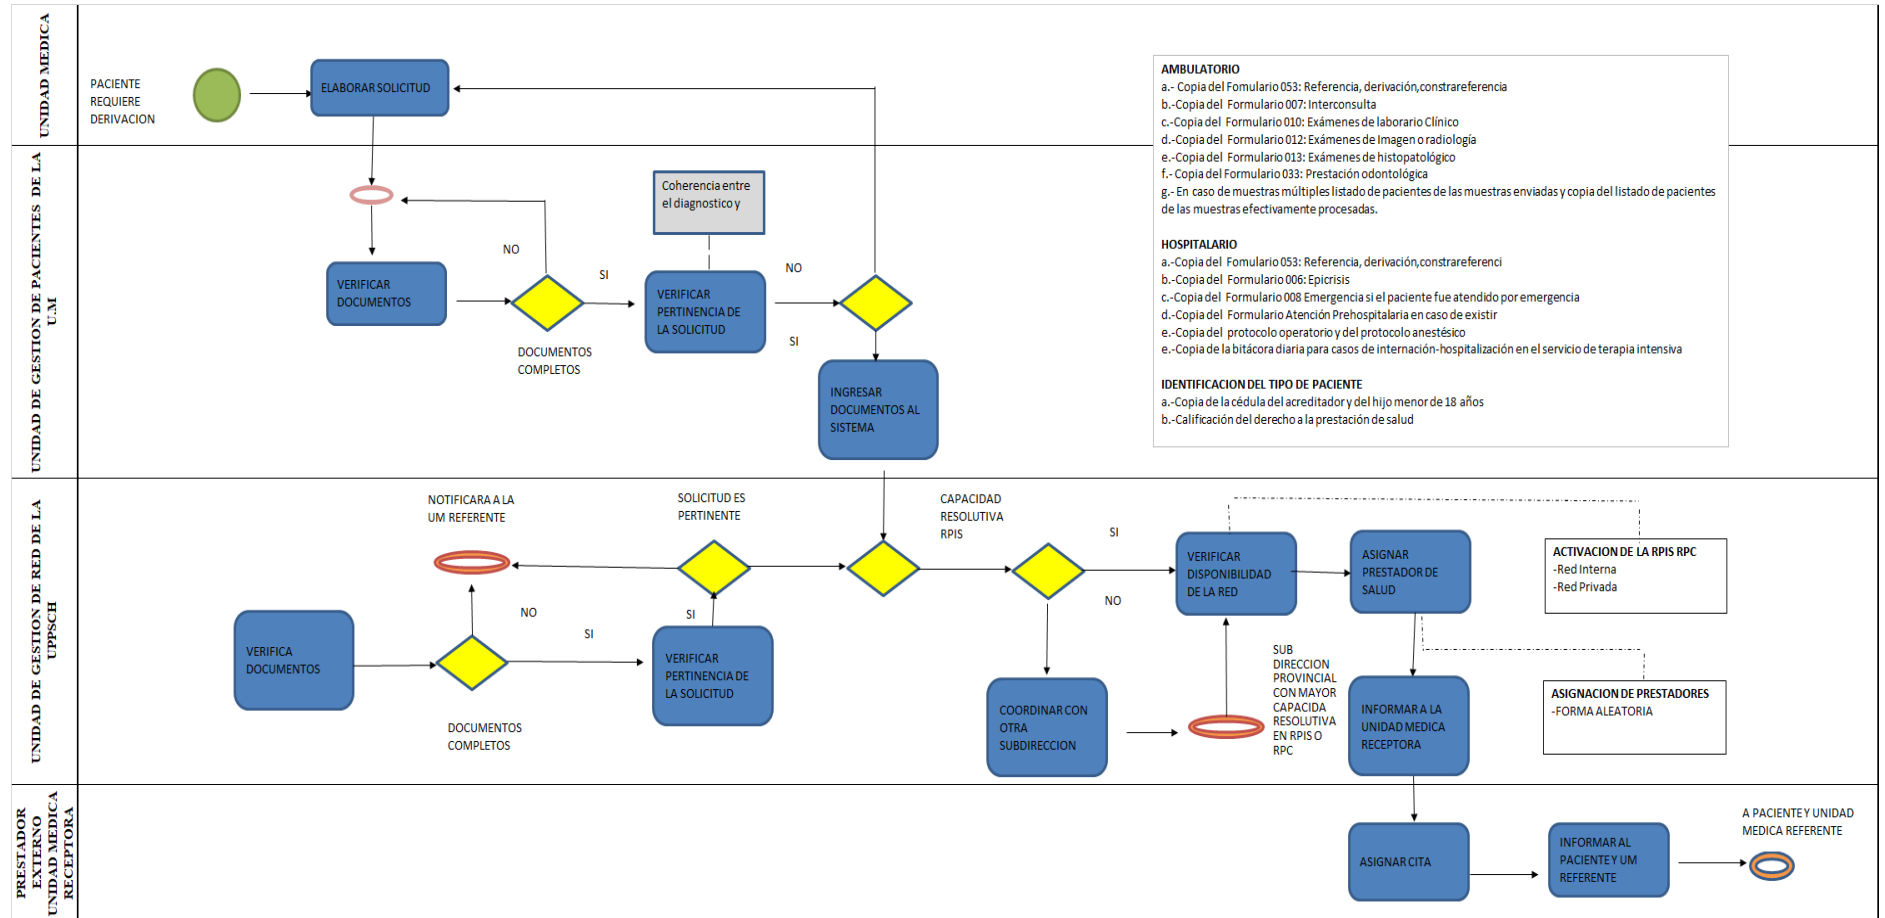 UNIDAD MEDICA
PACIENTE
REQUIERE
DERIVACION
ELABORAR SOLICITUD
AMBULATORIO
a.- Copia del Fomulario 053: Referencia, derivación,constrareferencia
b.-Copia del Formulario 007: Interconsulta
c.-Copia del Formulario 010: Exámenes de laborario Clínico
d.-Copia del Formulario 012: Exámenes de Imagen o radiología
e.-Copia del Formulario 013: Exámenes de histopatológico
f.- Copia del Formulario 033: Prestación odontológica
g.- En caso de muestras múltiples listado de pacientes de las muestras enviadas y copia del listado de pacientes
de las muestras efectivamente procesadas.
HOSPITALARIO
a.-Copia del Fomulario 053: Referencia, derivación,constrareferenci
b.-Copia del Formulario 006: Epicrisis
c.-Copia del Formulario 008 Emergencia si el paciente fue atendido por emergencia
d.-Copia del Formulario Atención Prehospitalaria en caso de existir
e.-Copia del protocolo operatorio y del protocolo anestésico
e.-Copia de la bitácora diaria para casos de internación-hospitalización en el servicio de terapia intensiva
IDENTIFICACION DEL TIPO DE PACIENTE
a.-Copia de la cédula del acreditador y del hijo menor de 18 años
b.-Calificación del derecho a la prestación de salud
UNIDAD DE GESTION DE PACIENTES DE LA
U.M
VERIFICAR
DOCUMENTOS
NO
SI
DOCUMENTOS
COMPLETOS
Coherencia entre
el diagnostico y
VERIFICAR
PERTINENCIA DE
LA SOLICITUD
NO
SI
INGRESAR
DOCUMENTOS AL
SISTEMA
UNIDAD DE GESTION DE RED DE LA
UPPSCH
NOTIFICARA A LA
UM REFERENTE
SOLICITUD ES
PERTINENTE
CAPACIDAD
RESOLUTIVA
RPIS
VERIFICA
DOCUMENTOS
NO
SI
DOCUMENTOS
COMPLETOS
SI
VERIFICAR
PERTINENCIA DE
LA SOLICITUD
SI
NO
COORDINAR CON
OTRA
SUBDIRECCION
SUB
DIRECCION
PROVINCIAL
CON MAYOR
CAPACIDA
RESOLUTIVA
EN RPIS O
RPC
VERIFICAR
DISPONIBILIDAD
DE LA RED
ASIGNAR
PRESTADOR DE
SALUD
ACTIVACION DE LA RPIS RPC
-Red Interna
-Red Privada
INFORMAR A LA
UNIDAD MEDICA
RECEPTORA
ASIGNACION DE PRESTADORES
-FORMA ALEATORIA
PRESTADOR
EXTERNO
UNIDAD MEDICA
RECEPTORA
ASIGNAR CITA
INFORMAR AL
PACIENTE Y UM
REFERENTE
A PACIENTE Y UNIDAD
MEDICA REFERENTE